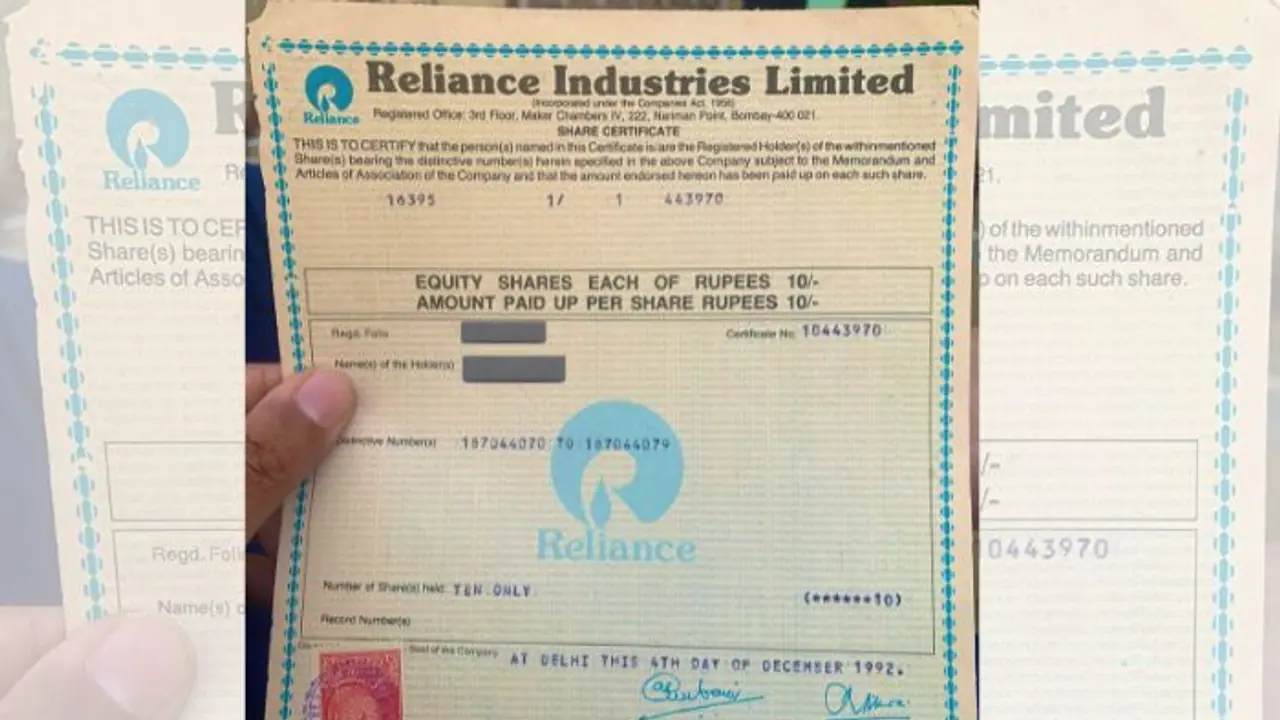 Reliance Industries Limited
(Incorporated under the Companies Act, 1956)
Reliance
Registered Office: 3rd Floor, Maker Chambers IV, 222, Nariman Point, Bombay-400 021.
SHARE CERTIFICATE
THIS IS TO CERTIFY that the person(s) named in this Certificate is/are the Registered Holder(s) of the withinmentioned
Share(s) bearing the distinctive number(s) herein specified in the above Company subject to the Memorandum and
Articles of Association of the Company and that the amount endorsed hereon has been paid up on each such share.
16395 1/ 1 443970
EQUITY SHARES EACH OF RUPEES 10/-
AMOUNT PAID UP PER SHARE RUPEES 10/-
Regd. Folio
Certificate No. 10443970
Name(s) of the Holder(s)
Distinctive Number(s) 187044070 TO 187044079
Reliance
Number of Share(s) held: TEN ONLY (******10)
Record Number(s)
Seal of the Company
AT DELHI THIS 4TH DAY OF DECEMBER 1992.
Reliance
THIS IS TO CER
Share(s) bearin
Articles of Asso
Regd. Foli
Name(s) o
mited
21.
) of the withinmentioned
the Memorandum and
on each such share.
/-
/-
0443970